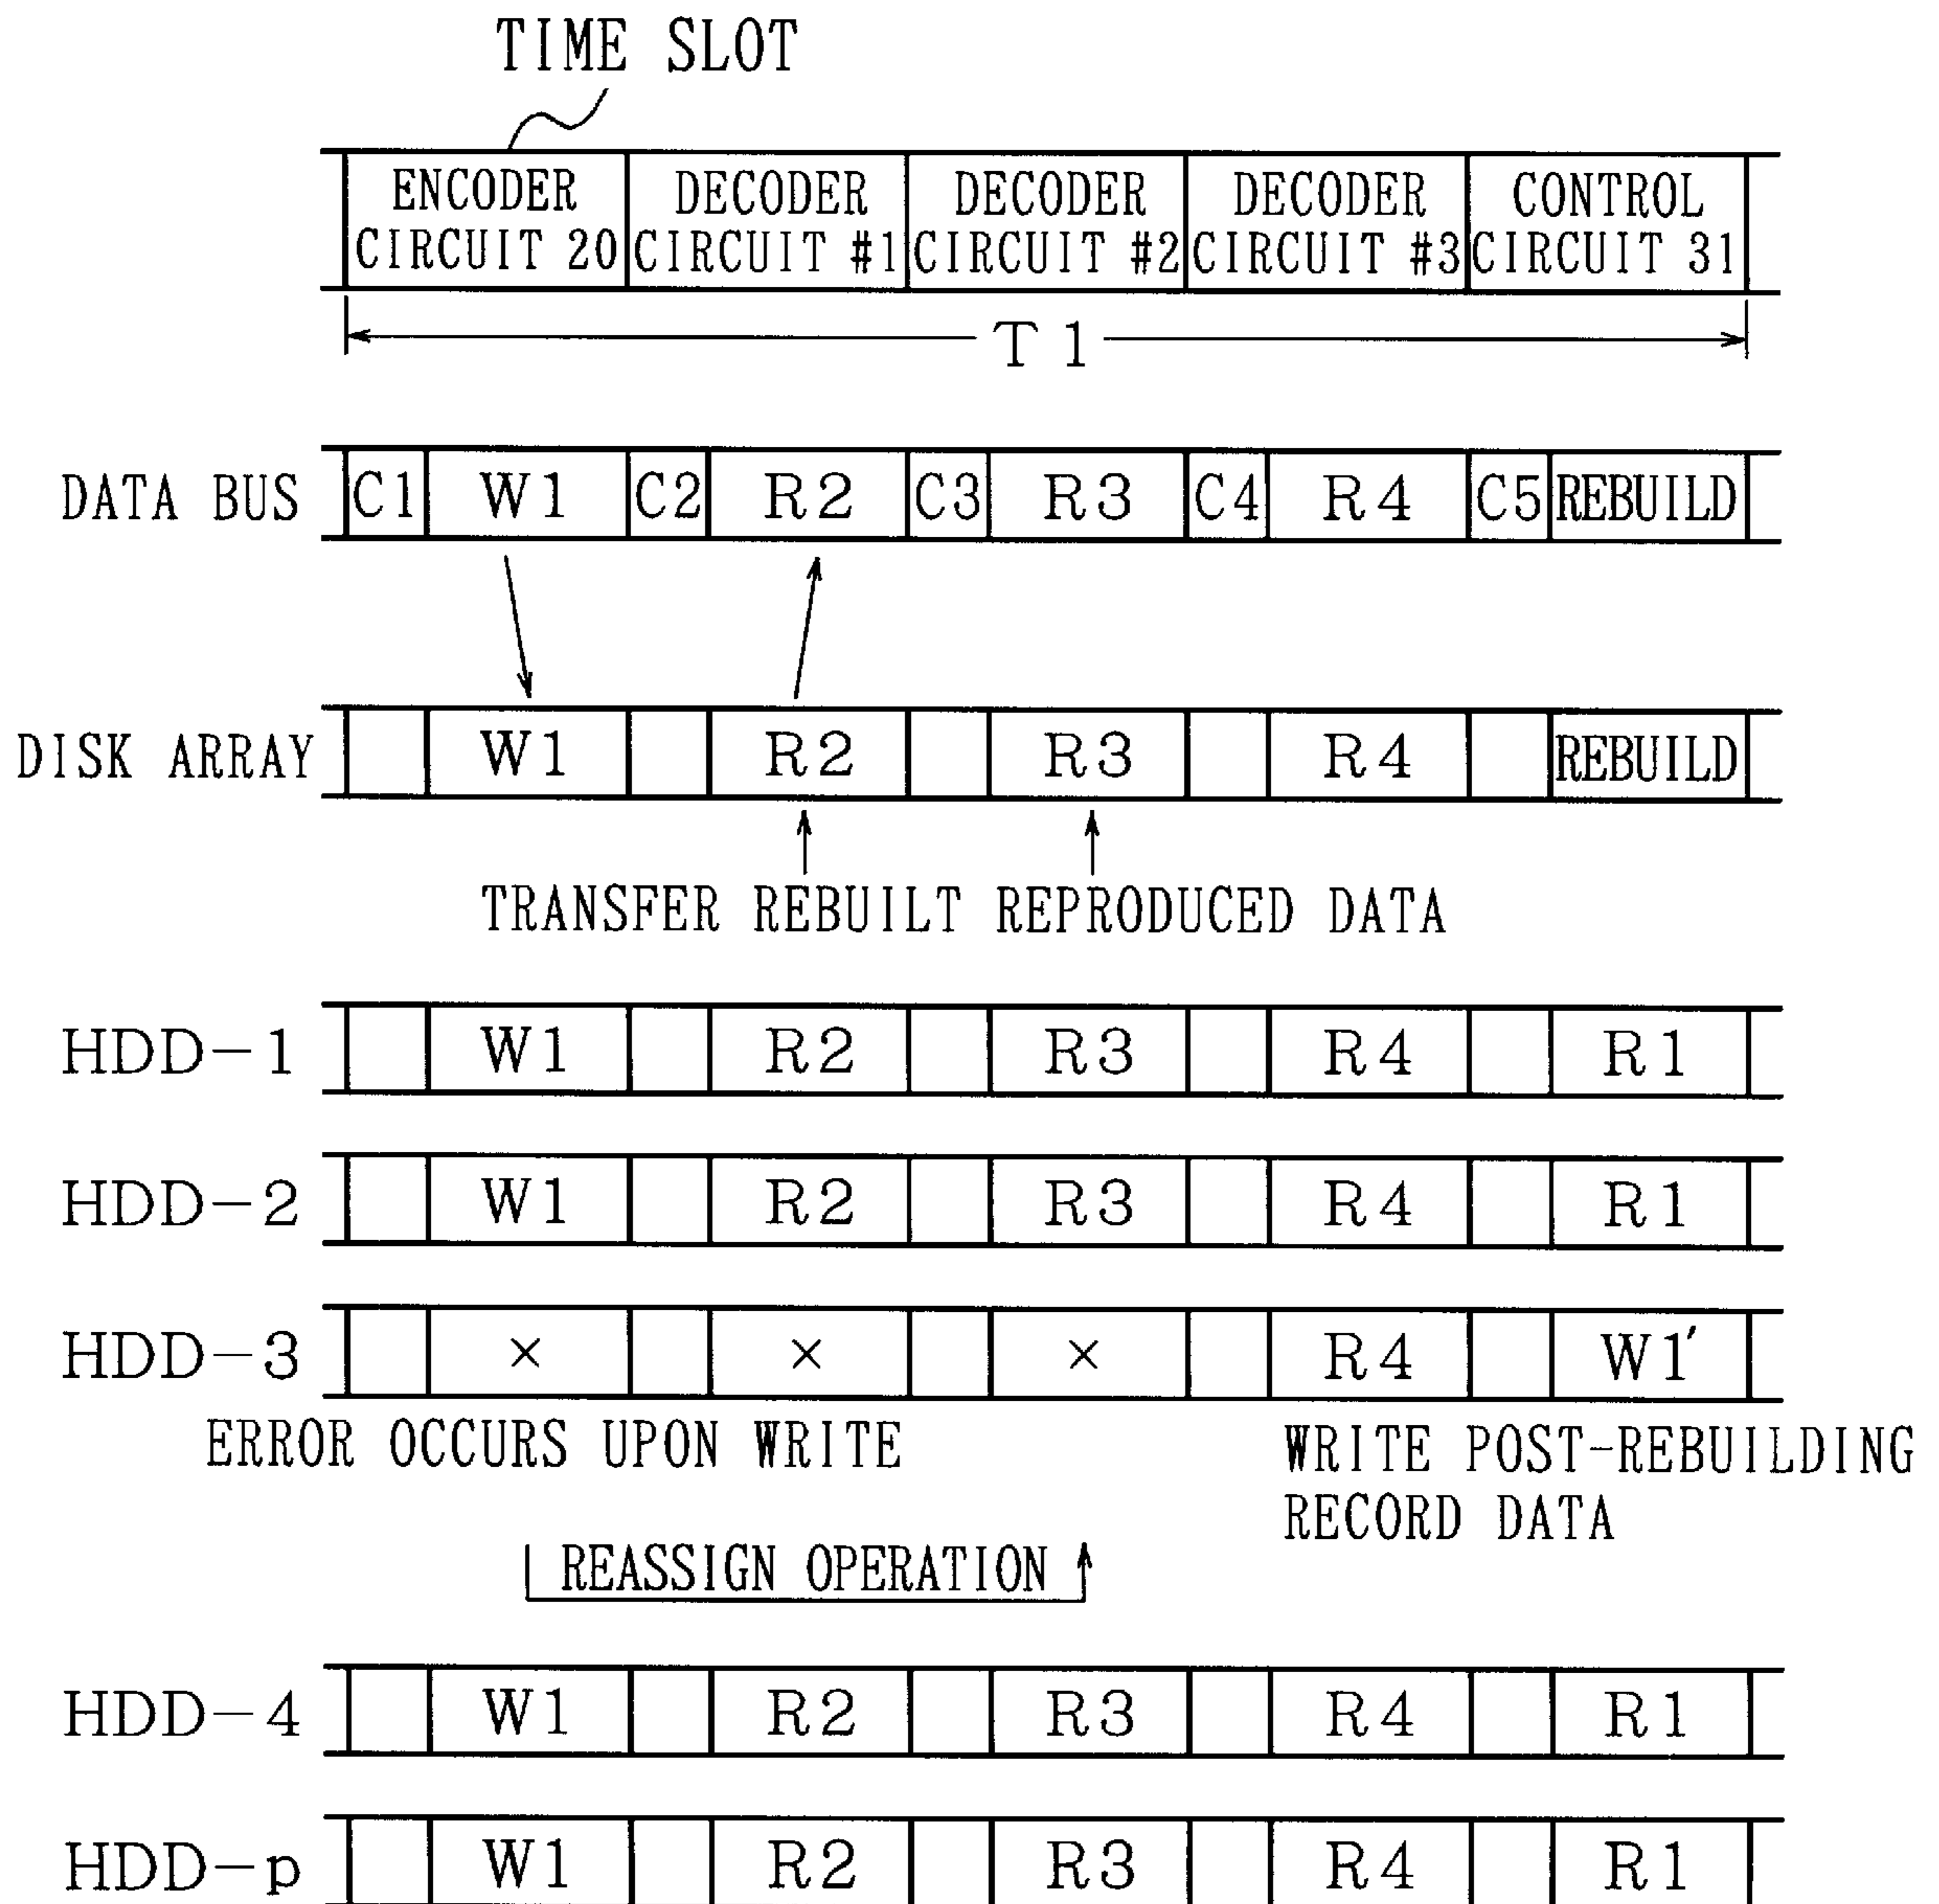 TIME SLOT
ENCODER CIRCUIT 20 DECODER CIRCUIT #1 DECODER CIRCUIT #2 DECODER CIRCUIT #3 CONTROL CIRCUIT 31
T1
DATA BUS C1 W1 C2 R2 C3 R3 C4 R4 C5 REBUILD
DISK ARRAY W1 R2 R3 R4 REBUILD
TRANSFER REBUILT REPRODUCED DATA
HDD-1 W1 R2 R3 R4 R1
HDD-2 W1 R2 R3 R4 R1
HDD-3 × × × R4 W1'
ERROR OCCURS UPON WRITE
WRITE POST-REBUILDING
RECORD DATA
REASSIGN OPERATION
HDD-4 W1 R2 R3 R4 R1
HDD-p W1 R2 R3 R4 R1